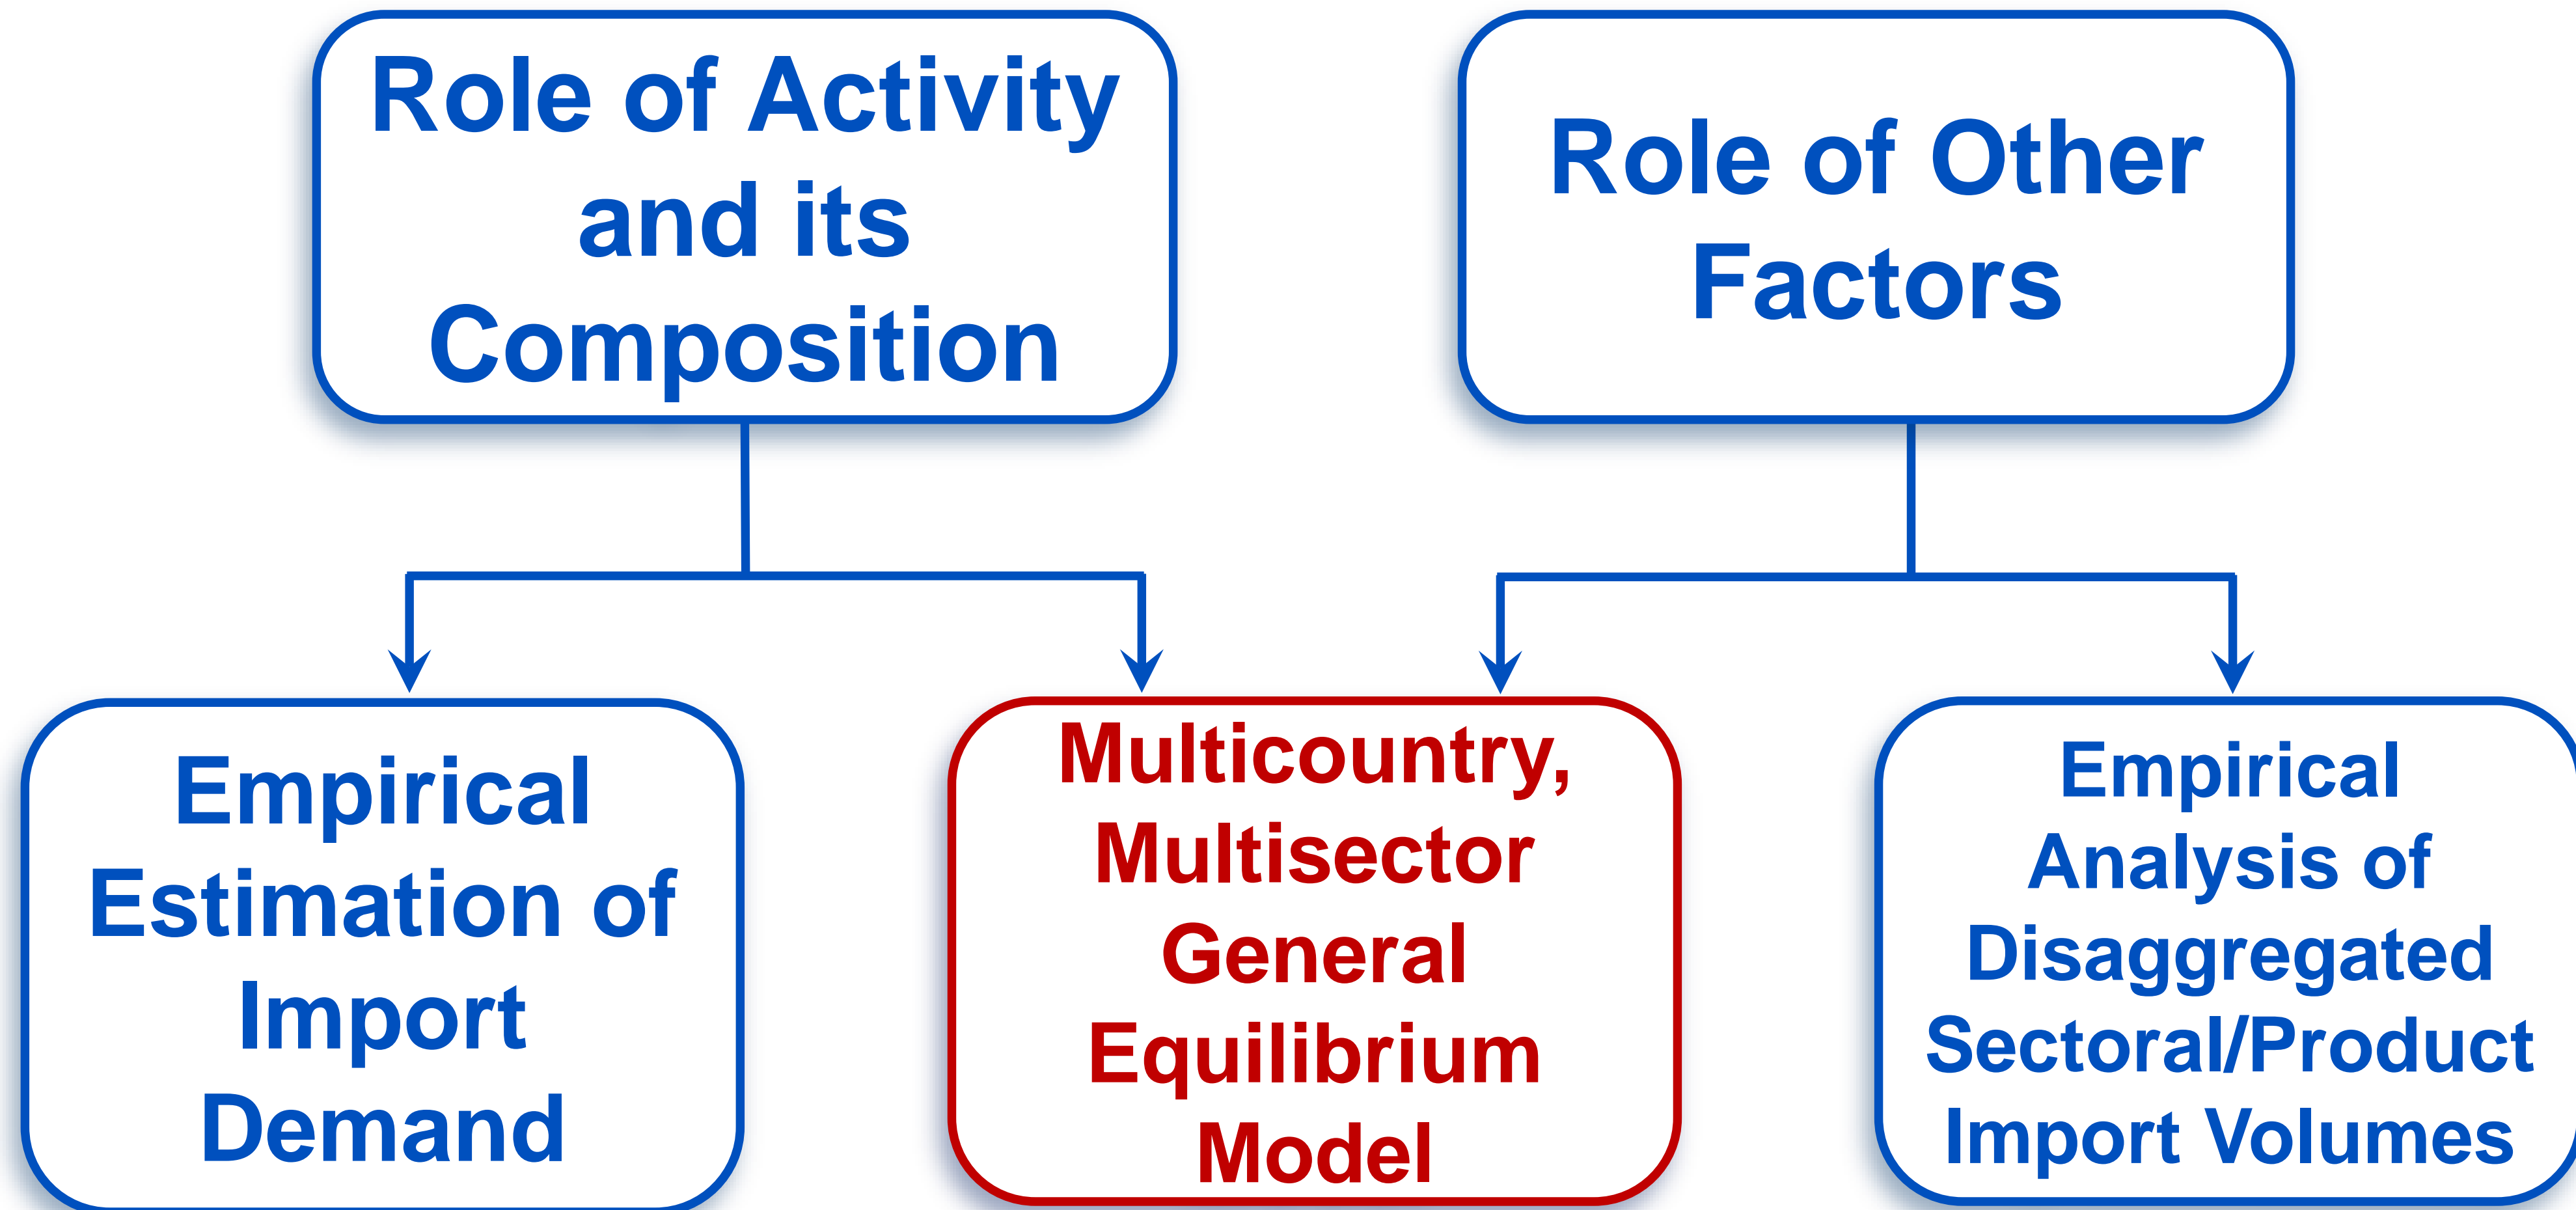 Role of Activity
and its
Composition
Role of Other
Factors
Empirical
Estimation of
Import
Demand
Multicountry,
Multisector
General
Equilibrium
Model
Empirical
Analysis of
Disaggregated
Sectoral/Product
Import Volumes